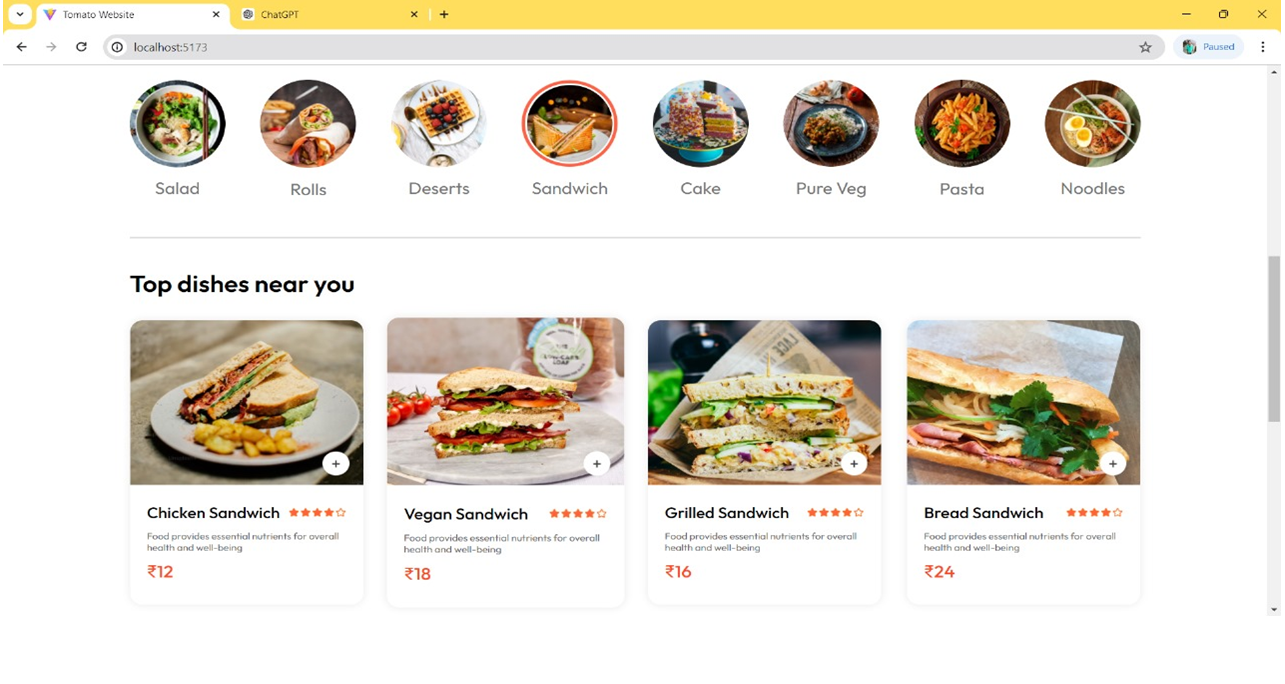 Tomato Website
ChatGPT
localhost:5173
Paused
Salad
Rolls
Deserts
Sandwich
Cake
Pure Veg
Pasta
Noodles
Top dishes near you
Chicken Sandwich
Food provides essential nutrients for overall
health and well-being
₹12
Vegan Sandwich
Food provides essential nutrients for overall
health and well-being
₹18
Grilled Sandwich
Food provides essential nutrients for overall
health and well-being
₹16
Bread Sandwich
Food provides essential nutrients for overall
health and well-being
₹24